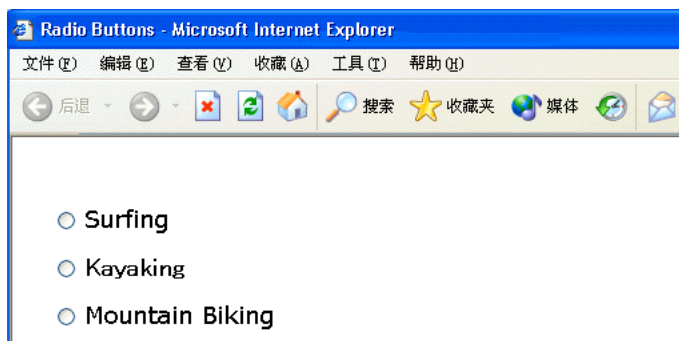 Radio Buttons - Microsoft Internet Explorer
文件(F) 编辑(E) 查看(V) 收藏(A) 工具(T) 帮助(H)
后退 搜索 收藏夹 媒体
Surfing
Kayaking
Mountain Biking